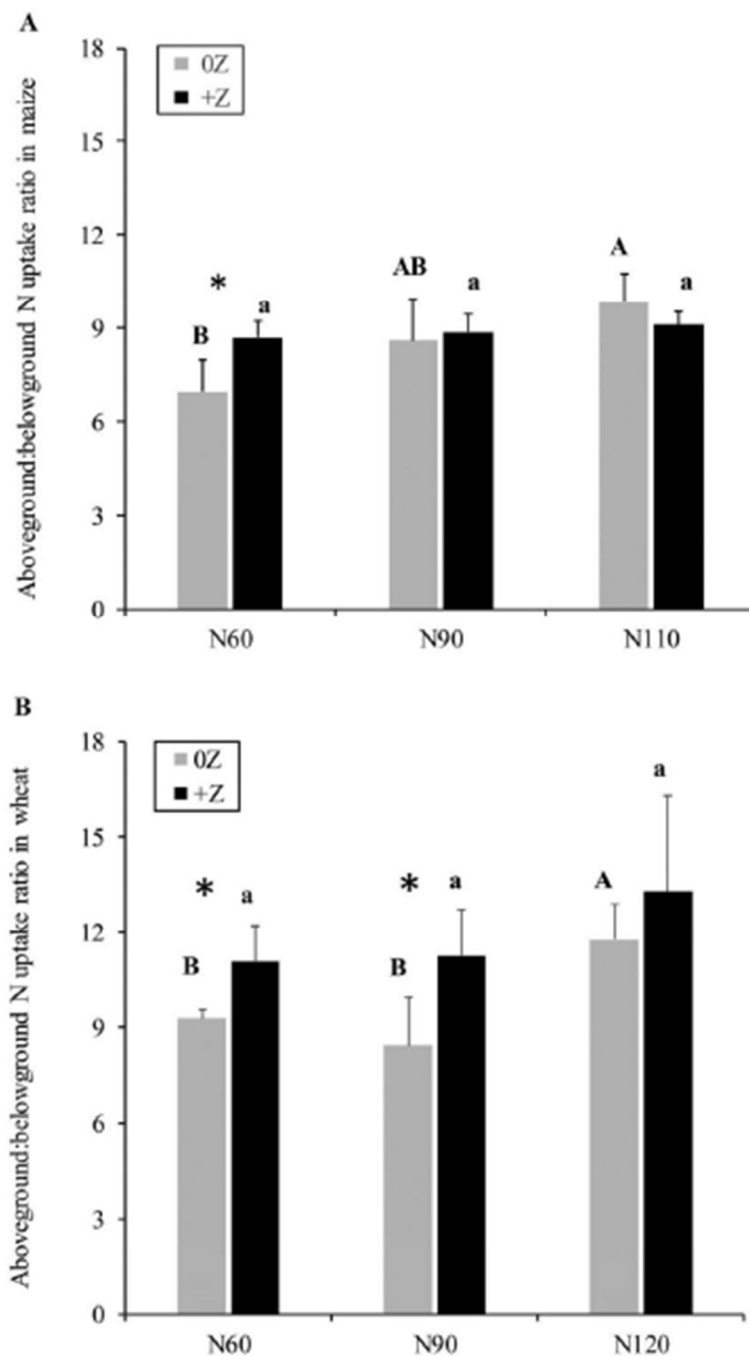 A
Aboveground:belowground N uptake ratio in maize
18
15
12
9
6
3
0
0Z
+Z
*
B
a
AB
a
A
a
N60
N90
N110
B
Aboveground:belowground N uptake ratio in wheat
18
15
12
9
6
3
0
0Z
+Z
*
B
a
*
B
a
A
a
N60
N90
N120